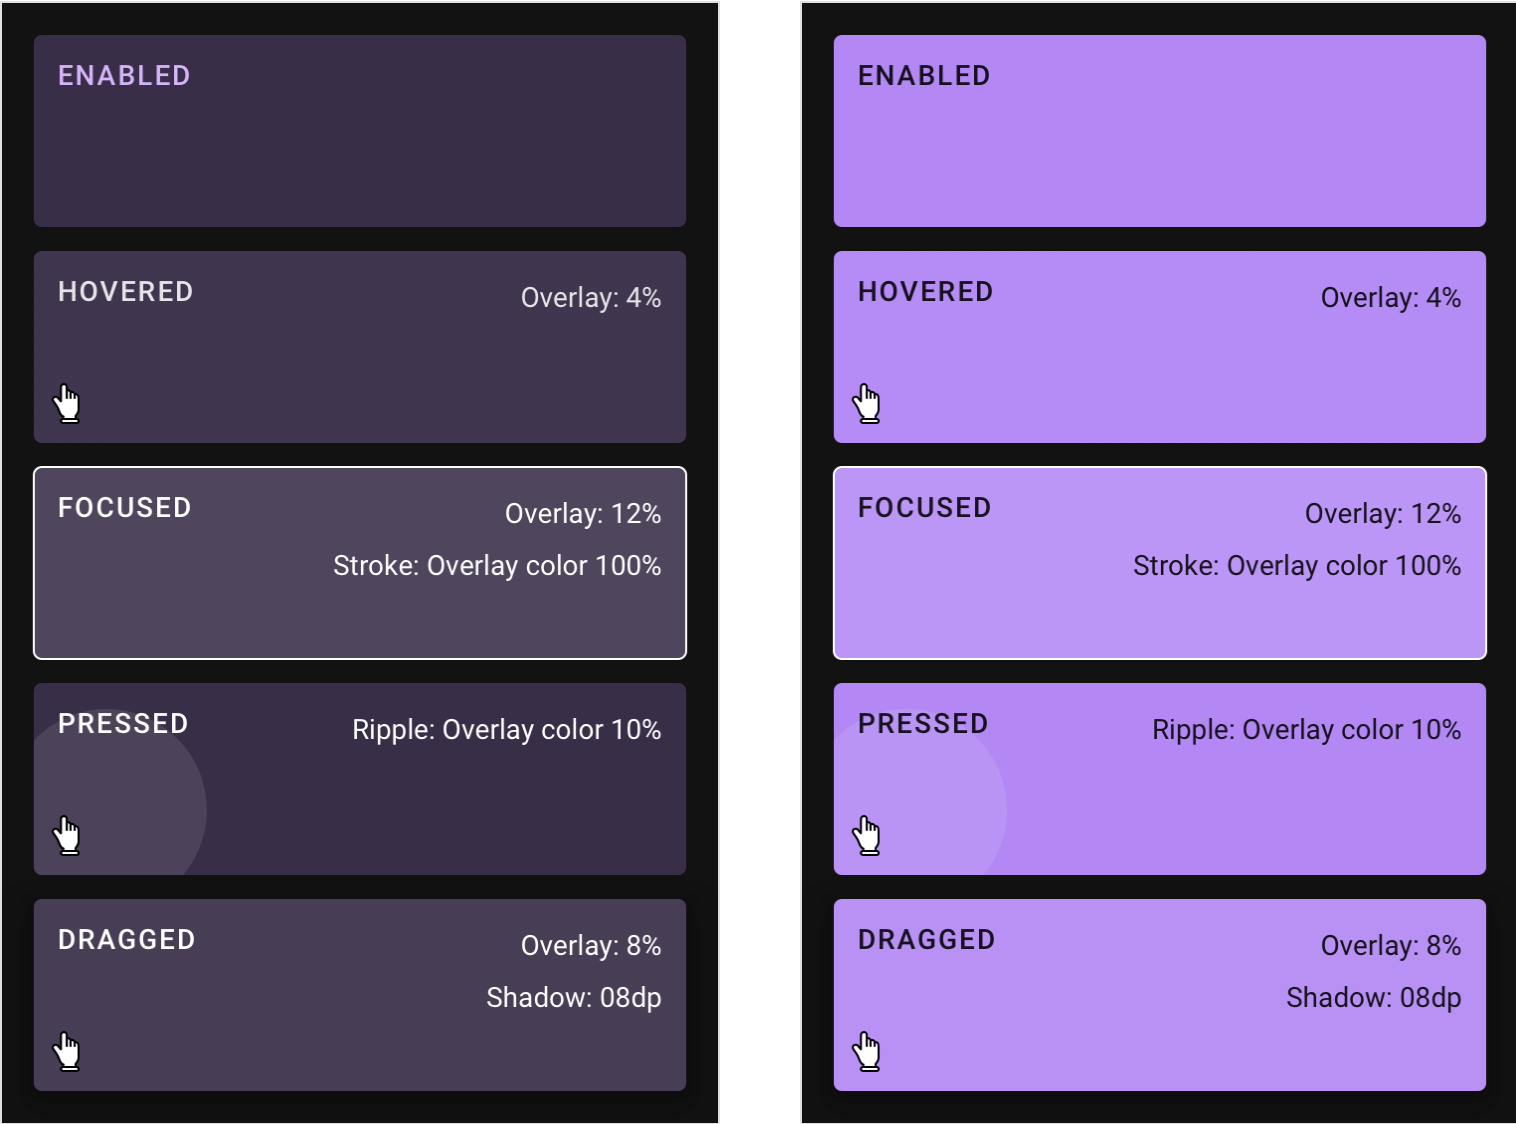 ENABLED
HOVERED
Overlay: 4%
FOCUSED
Overlay: 12%
Stroke: Overlay color 100%
PRESSED
Ripple: Overlay color 10%
DRAGGED
Overlay: 8%
Shadow: 08dp
ENABLED
HOVERED
Overlay: 4%
FOCUSED
Overlay: 12%
Stroke: Overlay color 100%
PRESSED
Ripple: Overlay color 10%
DRAGGED
Overlay: 8%
Shadow: 08dp